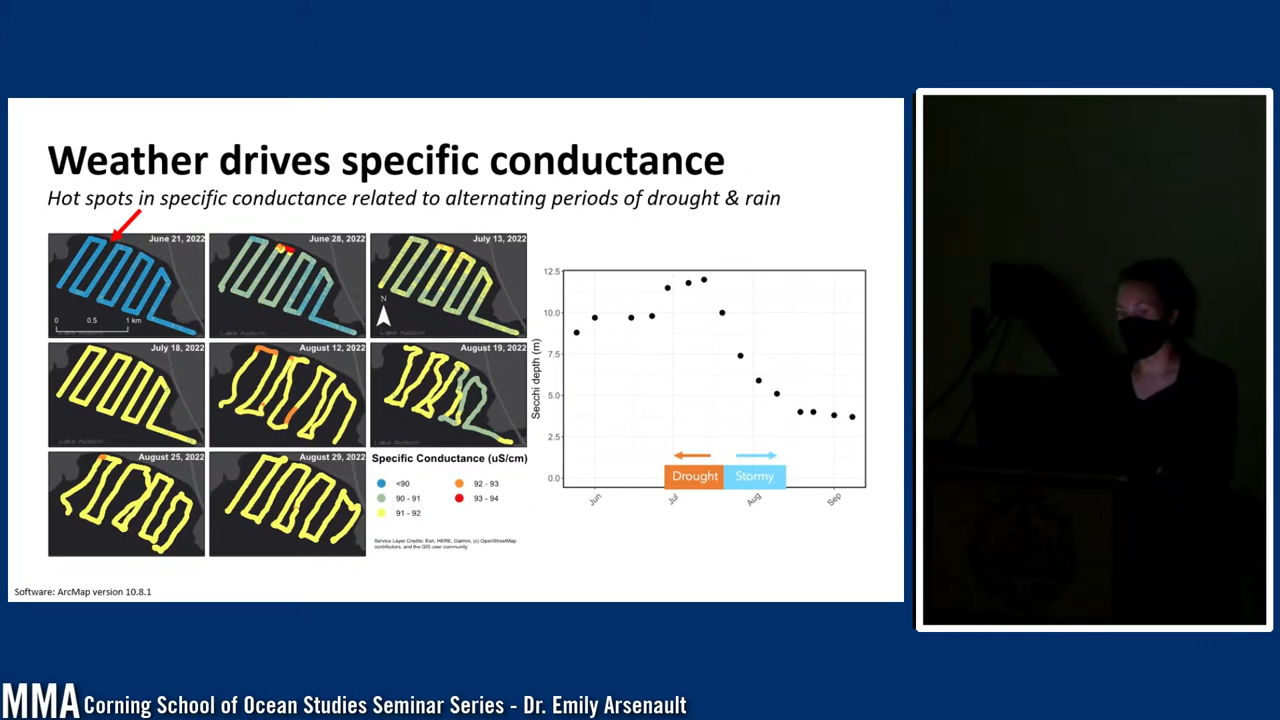 Weather drives specific conductance
Hot spots in specific conductance related to alternating periods of drought & rain
June 21, 2022
June 28, 2022
July 13, 2022
0 0.5 1 km
N
Lake Auburn
July 18, 2022
August 12, 2022
August 19, 2022
Lake Auburn
August 25, 2022
August 29, 2022
Specific Conductance (uS/cm)
<90
90 - 91
91 - 92
92 - 93
93 - 94
Service Layer Credits: Esri, HERE, Garmin, (c) OpenStreetMap
contributors, and the GIS user community
Secchi depth (m)
12.5
10.0
7.5
5.0
2.5
0.0
Drought
Stormy
Jun
Jul
Aug
Sep
Software: ArcMap version 10.8.1
MMA Corning School of Ocean Studies Seminar Series - Dr. Emily Arsenault